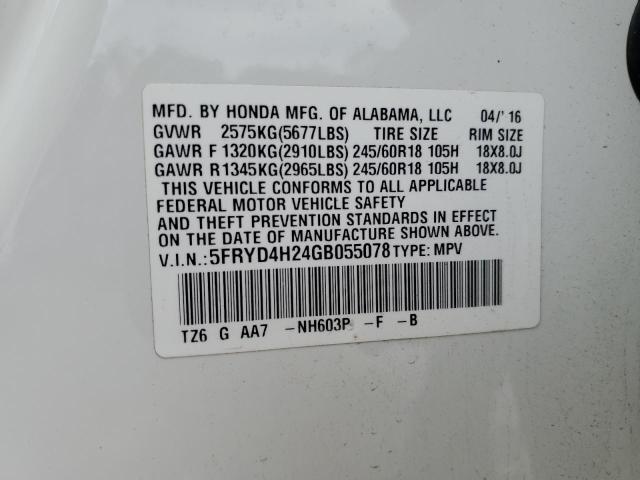 MFD. BY HONDA MFG. OF ALABAMA, LLC 04/'16
GVWR 2575KG(5677LBS) TIRE SIZE RIM SIZE
GAWR F 1320KG(2910LBS) 245/60R18 105H 18X8.0J
GAWR R 1345KG(2965LBS) 245/60R18 105H 18X8.0J
THIS VEHICLE CONFORMS TO ALL APPLICABLE
FEDERAL MOTOR VEHICLE SAFETY
AND THEFT PREVENTION STANDARDS IN EFFECT
ON THE DATE OF MANUFACTURE SHOWN ABOVE.
V.I.N.: 5FRYD4H24GB055078 TYPE: MPV
TZ6 G AA7 -NH603P -F -B